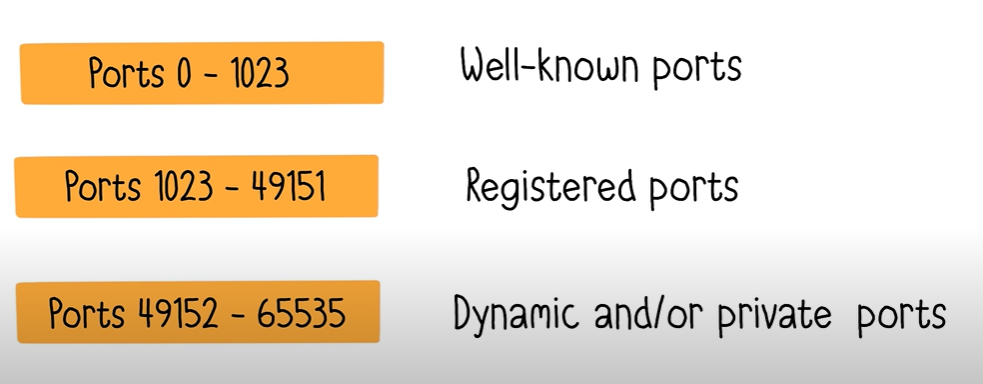 Ports 0 - 1023 Well-known ports
Ports 1023 - 49151 Registered ports
Ports 49152 - 65535 Dynamic and/or private ports